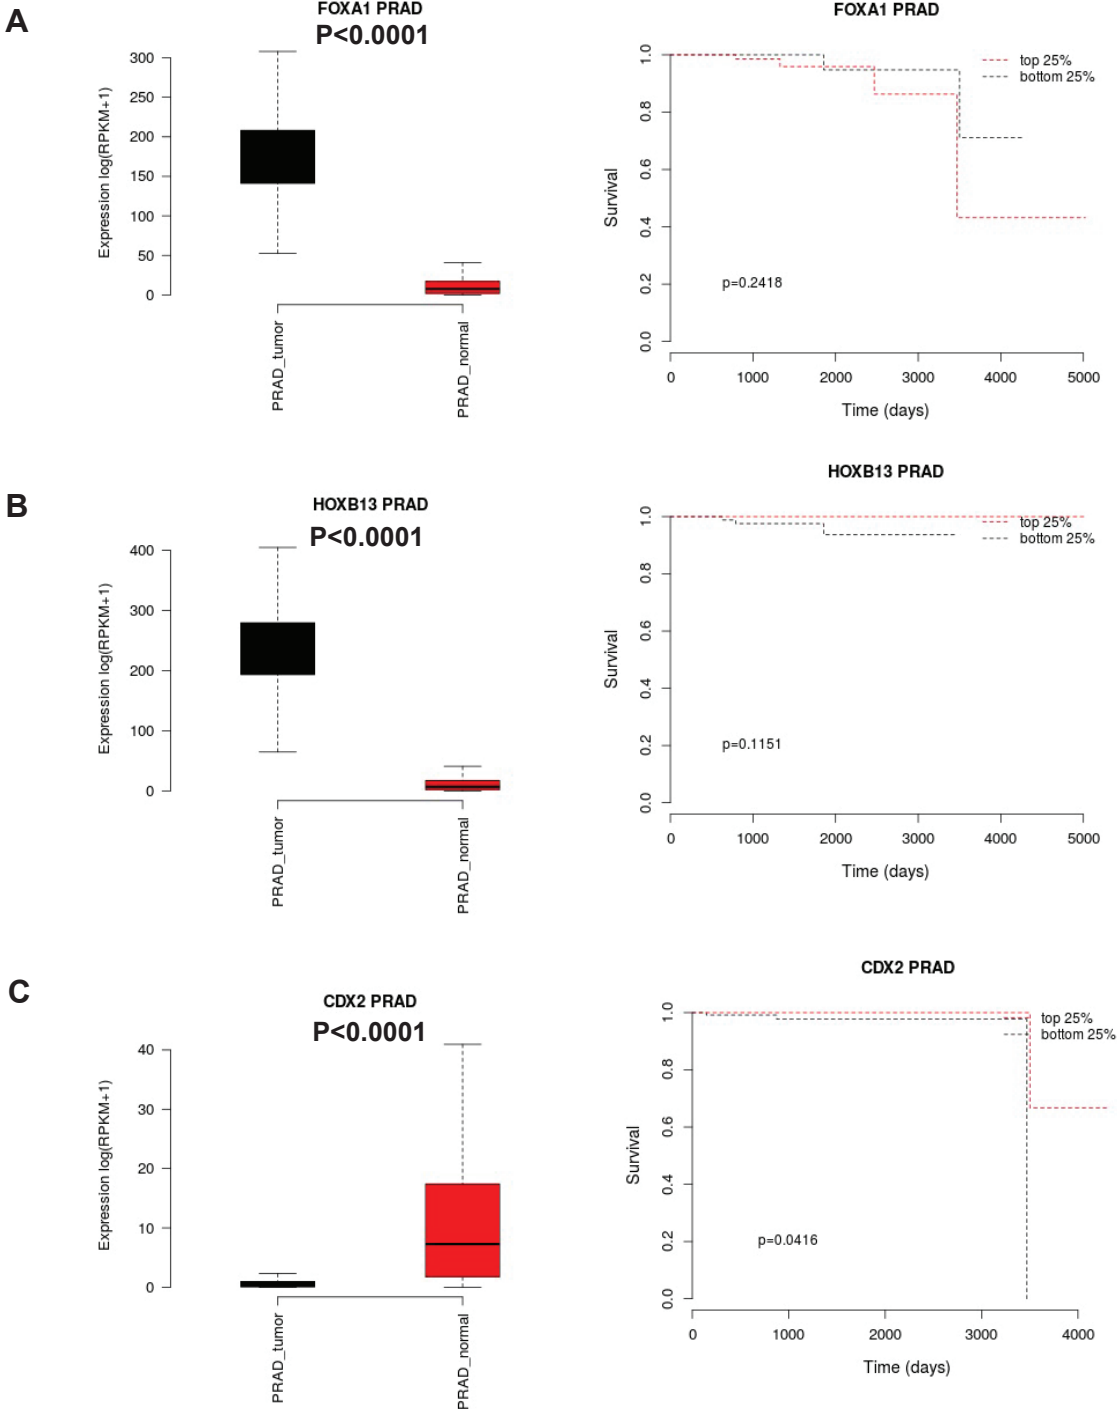 A
FOXA1 PRAD
P<0.0001
Expression log(RPKM+1)
300
250
200
150
100
50
0
PRAD_tumor
PRAD_normal
FOXA1 PRAD
top 25%
bottom 25%
Survival
1.0
0.8
0.6
0.4
0.2
0.0
p=0.2418
0 1000 2000 3000 4000 5000
Time (days)
B
HOXB13 PRAD
P<0.0001
Expression log(RPKM+1)
400
300
200
100
0
PRAD_tumor
PRAD_normal
HOXB13 PRAD
top 25%
bottom 25%
Survival
1.0
0.8
0.6
0.4
0.2
0.0
p=0.1151
0 1000 2000 3000 4000 5000
Time (days)
C
CDX2 PRAD
P<0.0001
Expression log(RPKM+1)
40
30
20
10
0
PRAD_tumor
PRAD_normal
CDX2 PRAD
top 25%
bottom 25%
Survival
1.0
0.8
0.6
0.4
0.2
0.0
p=0.0416
0 1000 2000 3000 4000
Time (days)